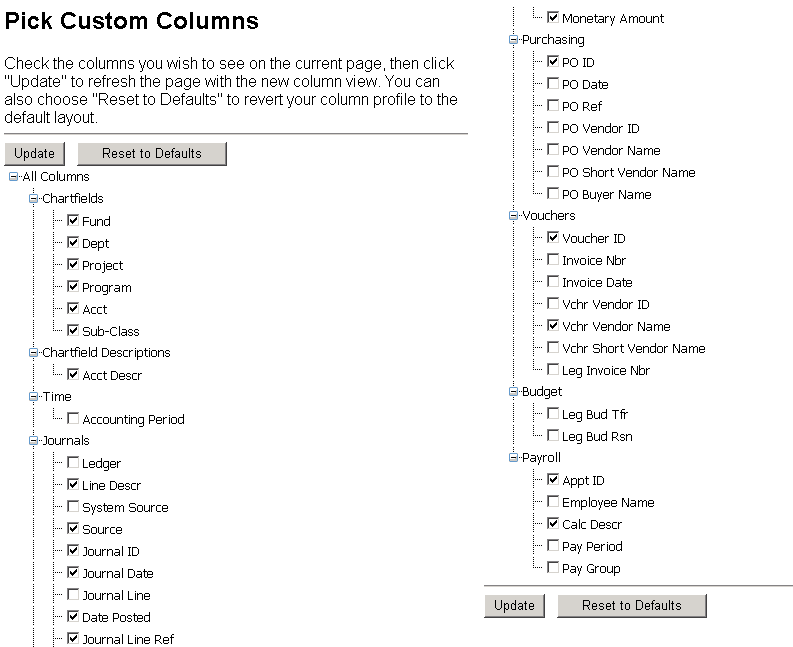 Pick Custom Columns
Check the columns you wish to see on the current page, then click
"Update" to refresh the page with the new column view. You can
also choose "Reset to Defaults" to revert your column profile to the
default layout.
Update
Reset to Defaults
All Columns
Chartfields
Fund
Dept
Project
Program
Acct
Sub-Class
Chartfield Descriptions
Acct Descr
Time
Accounting Period
Journals
Ledger
Line Descr
System Source
Source
Journal ID
Journal Date
Journal Line
Date Posted
Journal Line Ref
Monetary Amount
Purchasing
PO ID
PO Date
PO Ref
PO Vendor ID
PO Vendor Name
PO Short Vendor Name
PO Buyer Name
Vouchers
Voucher ID
Invoice Nbr
Invoice Date
Vchr Vendor ID
Vchr Vendor Name
Vchr Short Vendor Name
Leg Invoice Nbr
Budget
Leg Bud Tfr
Leg Bud Rsn
Payroll
Appt ID
Employee Name
Calc Descr
Pay Period
Pay Group
Update
Reset to Defaults